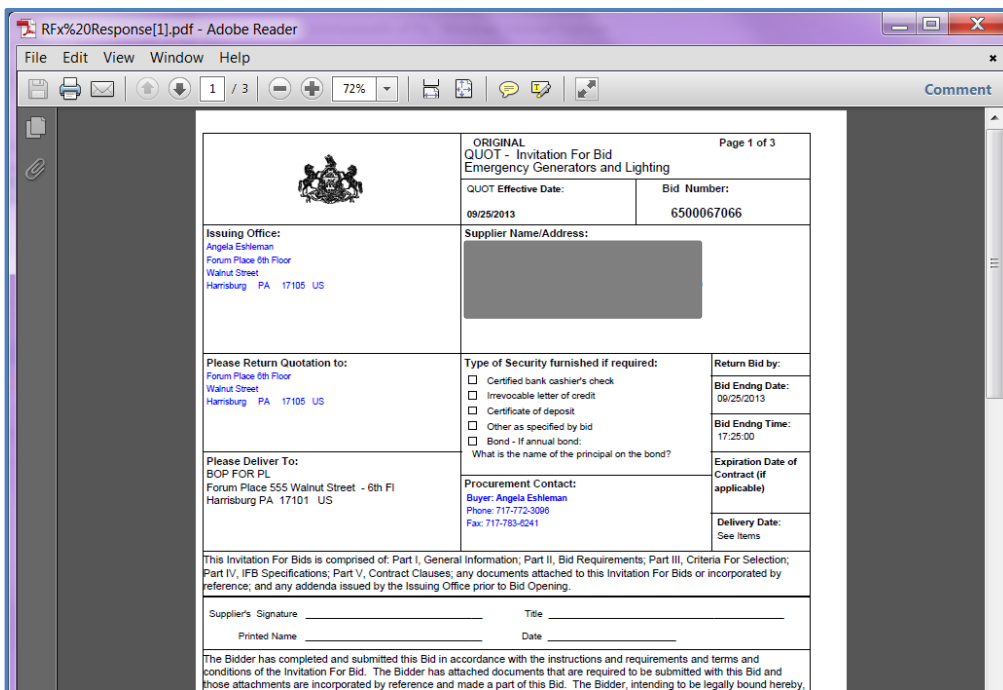 RFx%20Response[1].pdf - Adobe Reader
File Edit View Window Help
1 / 3 72% Comment
ORIGINAL Page 1 of 3
QUOT - Invitation For Bid
Emergency Generators and Lighting
QUOT Effective Date: Bid Number:
09/25/2013 6500067066
Issuing Office:
Angela Eshleman
Forum Place 6th Floor
Walnut Street
Harrisburg PA 17105 US
Supplier Name/Address:
Please Return Quotation to:
Forum Place 6th Floor
Walnut Street
Harrisburg PA 17105 US
Type of Security furnished if required:
Certified bank cashier's check
Irrevocable letter of credit
Certificate of deposit
Other as specified by bid
Bond - If annual bond:
What is the name of the principal on the bond?
Return Bid by:
Bid Endng Date:
09/25/2013
Bid Endng Time:
17:25:00
Please Deliver To:
BOP FOR PL
Forum Place 555 Walnut Street - 6th Fl
Harrisburg PA 17101 US
Procurement Contact:
Buyer: Angela Eshleman
Phone: 717-772-3096
Fax: 717-783-6241
Expiration Date of
Contract (if
applicable)
Delivery Date:
See Items
This Invitation For Bids is comprised of: Part I, General Information; Part II, Bid Requirements; Part III, Criteria For Selection;
Part IV, IFB Specifications; Part V, Contract Clauses; any documents attached to this Invitation For Bids or incorporated by
reference; and any addenda issued by the Issuing Office prior to Bid Opening.
Supplier's Signature Title
Printed Name Date
The Bidder has completed and submitted this Bid in accordance with the instructions and requirements and terms and
conditions of the Invitation For Bid. The Bidder has attached documents that are required to be submitted with this Bid and
those attachments are incorporated by reference and made a part of this Bid. The Bidder, intending to be legally bound hereby,